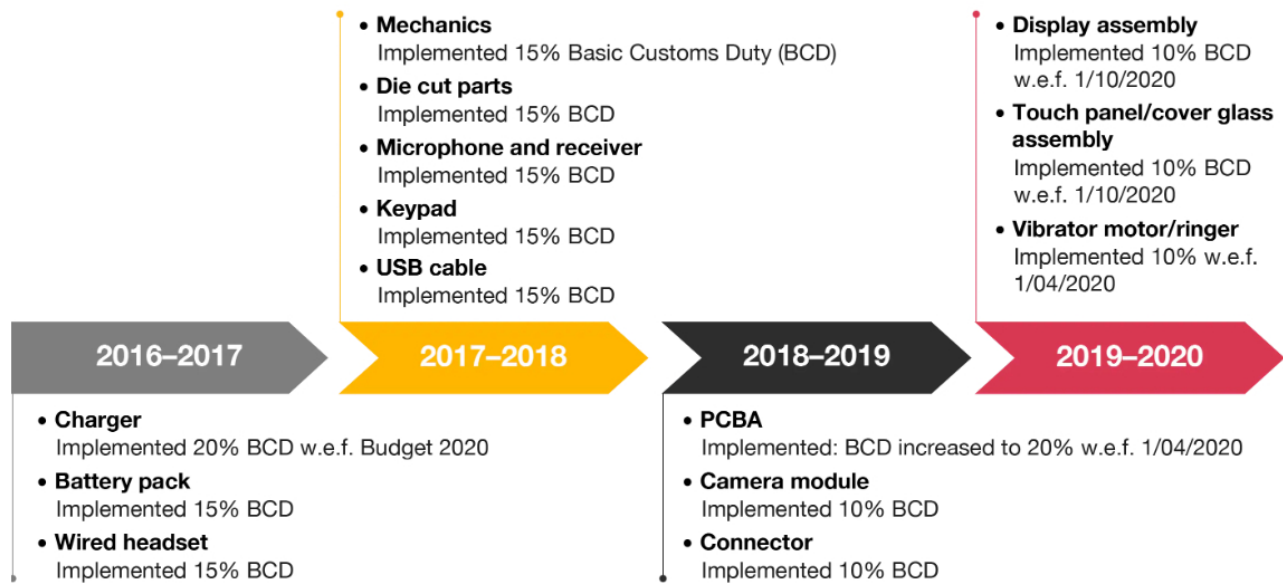 • Mechanics
Implemented 15% Basic Customs Duty (BCD)
• Die cut parts
Implemented 15% BCD
• Microphone and receiver
Implemented 15% BCD
• Keypad
Implemented 15% BCD
• USB cable
Implemented 15% BCD
• Display assembly
Implemented 10% BCD
w.e.f. 1/10/2020
• Touch panel/cover glass
assembly
Implemented 10% BCD
w.e.f. 1/10/2020
• Vibrator motor/ringer
Implemented 10% w.e.f.
1/04/2020
2016–2017
2017–2018
2018–2019
2019–2020
• Charger
Implemented 20% BCD w.e.f. Budget 2020
• Battery pack
Implemented 15% BCD
• Wired headset
Implemented 15% BCD
• PCBA
Implemented: BCD increased to 20% w.e.f. 1/04/2020
• Camera module
Implemented 10% BCD
• Connector
Implemented 10% BCD